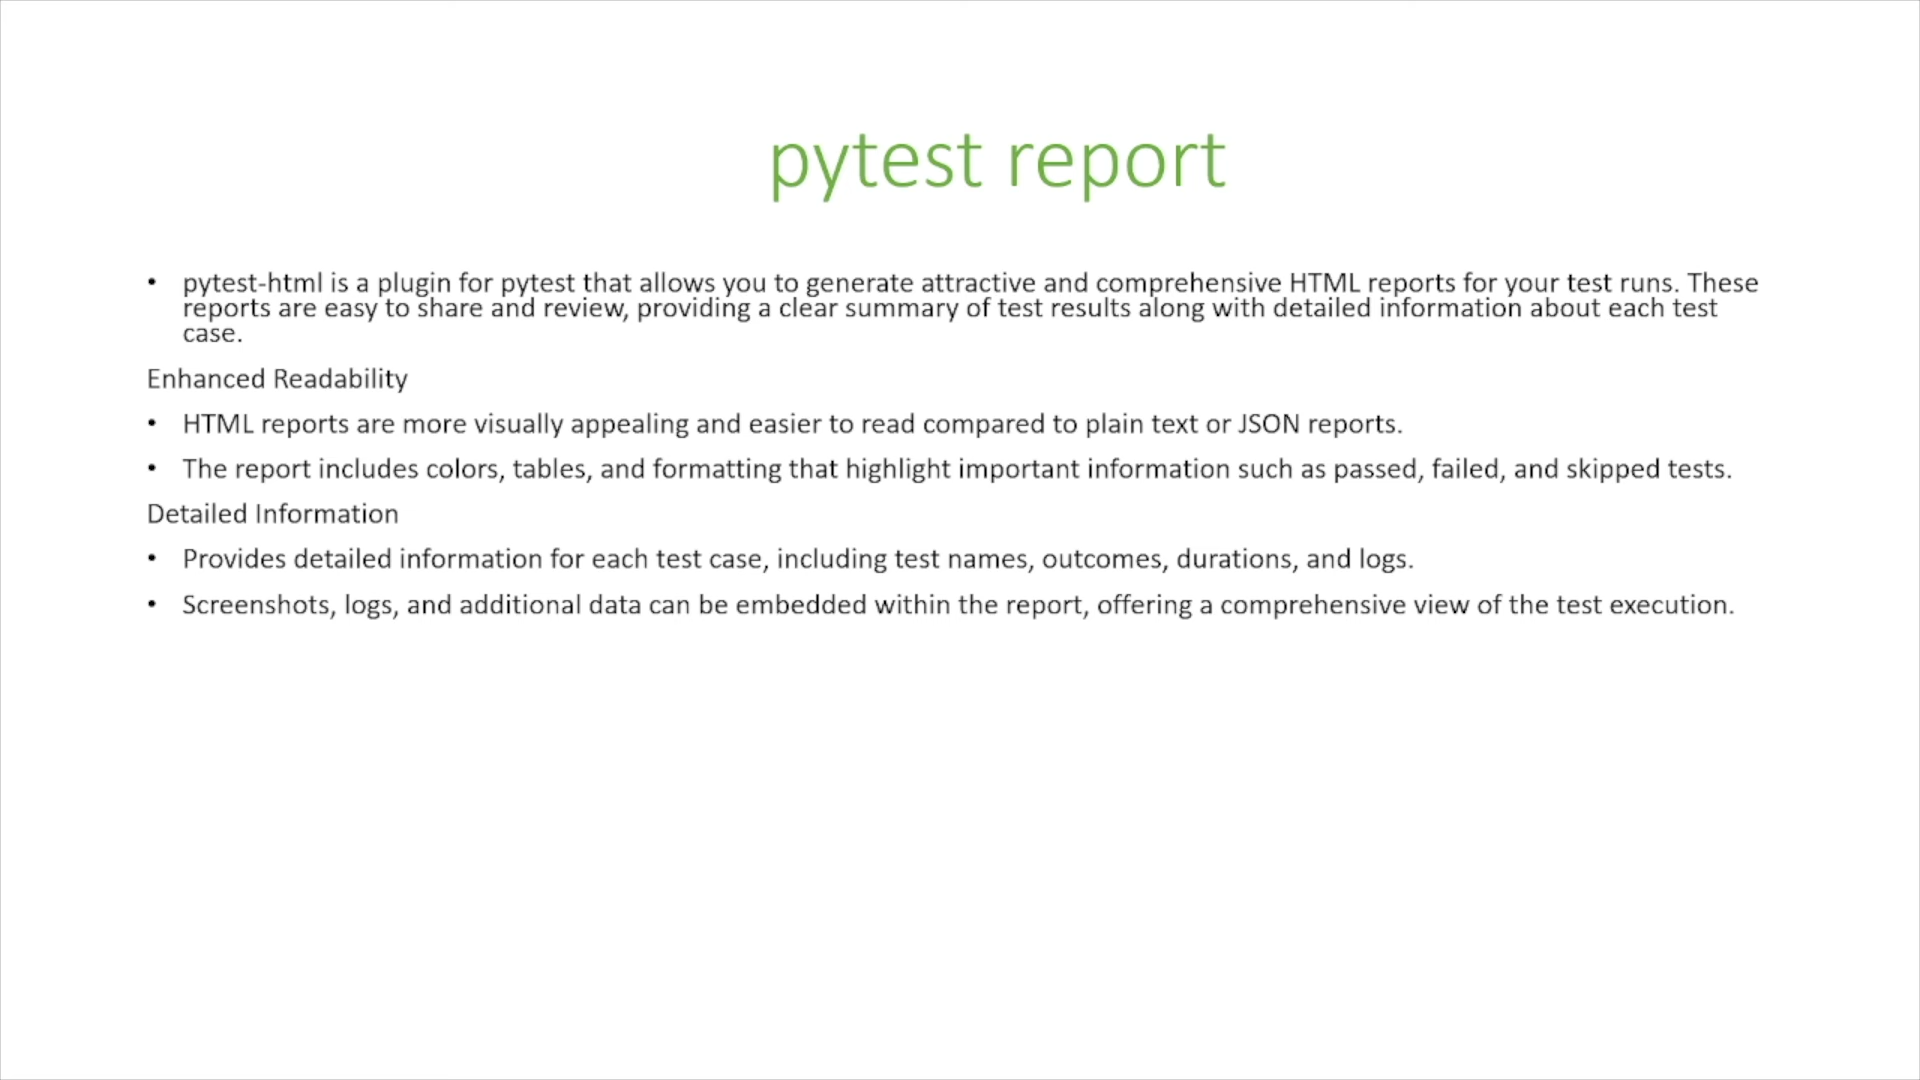 pytest report
• pytest-html is a plugin for pytest that allows you to generate attractive and comprehensive HTML reports for your test runs. These
reports are easy to share and review, providing a clear summary of test results along with detailed information about each test
case.
Enhanced Readability
• HTML reports are more visually appealing and easier to read compared to plain text or JSON reports.
• The report includes colors, tables, and formatting that highlight important information such as passed, failed, and skipped tests.
Detailed Information
• Provides detailed information for each test case, including test names, outcomes, durations, and logs.
• Screenshots, logs, and additional data can be embedded within the report, offering a comprehensive view of the test execution.